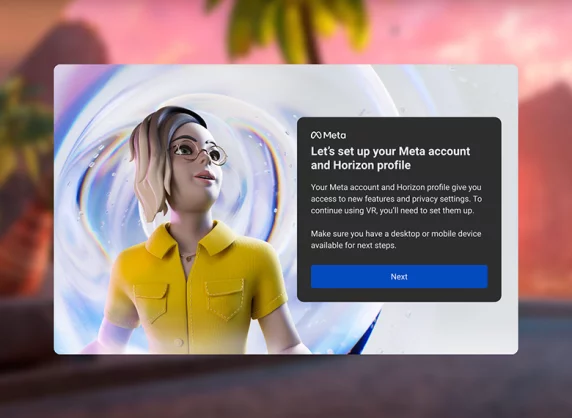 Meta
Let's set up your Meta account
and Horizon profile
Your Meta account and Horizon profile give you
access to new features and privacy settings. To
continue using VR, you'll need to set them up.
Make sure you have a desktop or mobile device
available for next steps.
Next